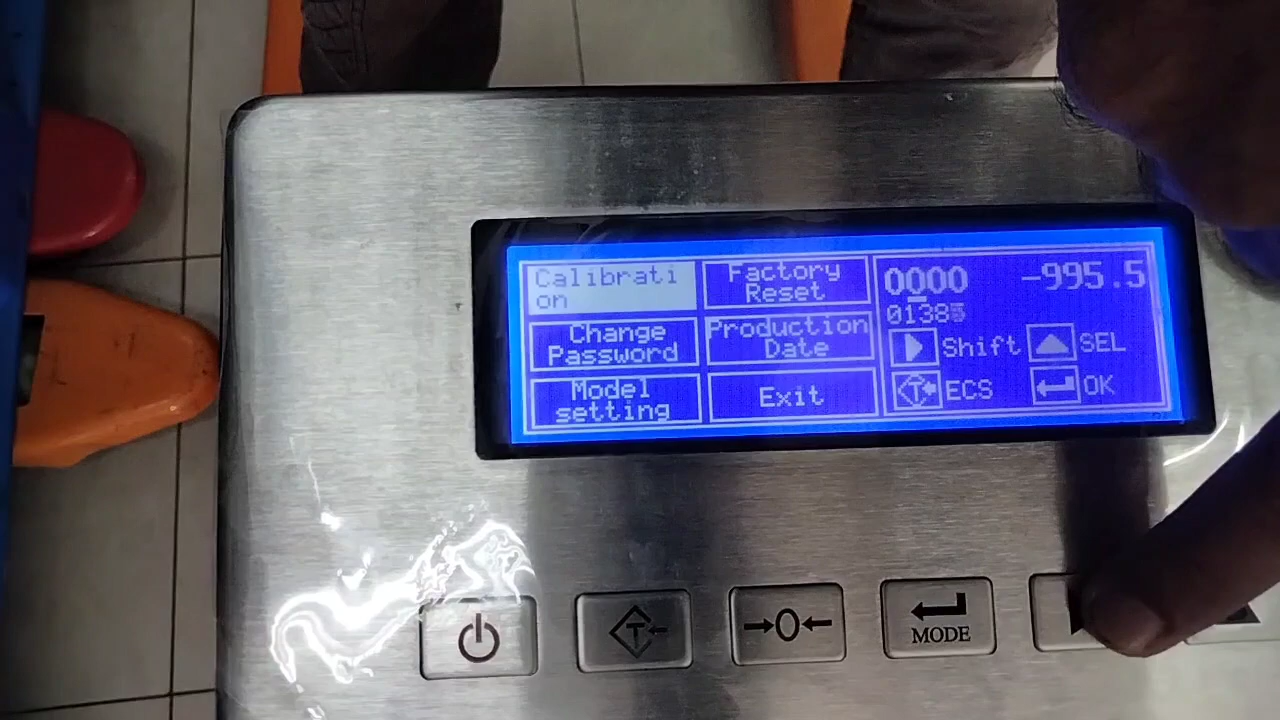 Calibrati
on
Factory
Reset
Change
Password
Production
Date
Model
setting
Exit
0000 -995.5
Shift
SEL
ECS
OK
T
→0←
MODE